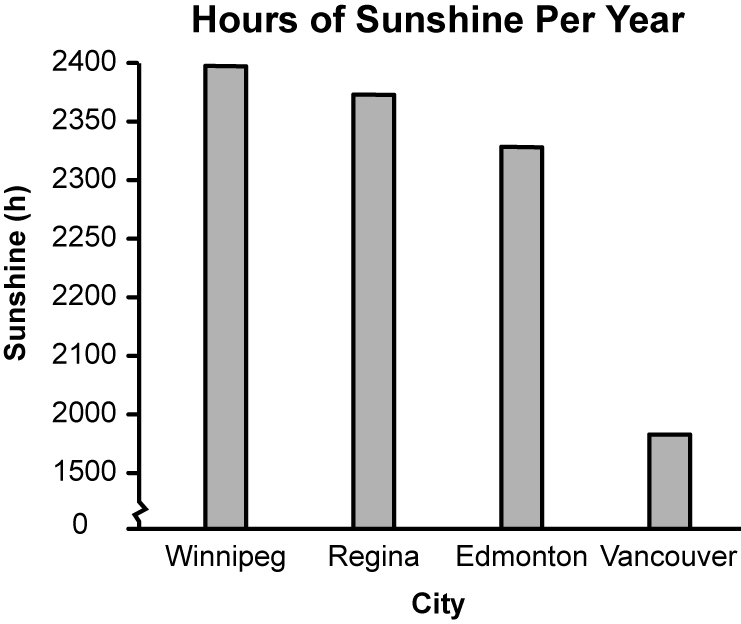 Hours of Sunshine Per Year
Sunshine (h)
2400
2350
2300
2250
2200
2100
2000
1500
0
Winnipeg Regina Edmonton Vancouver
City